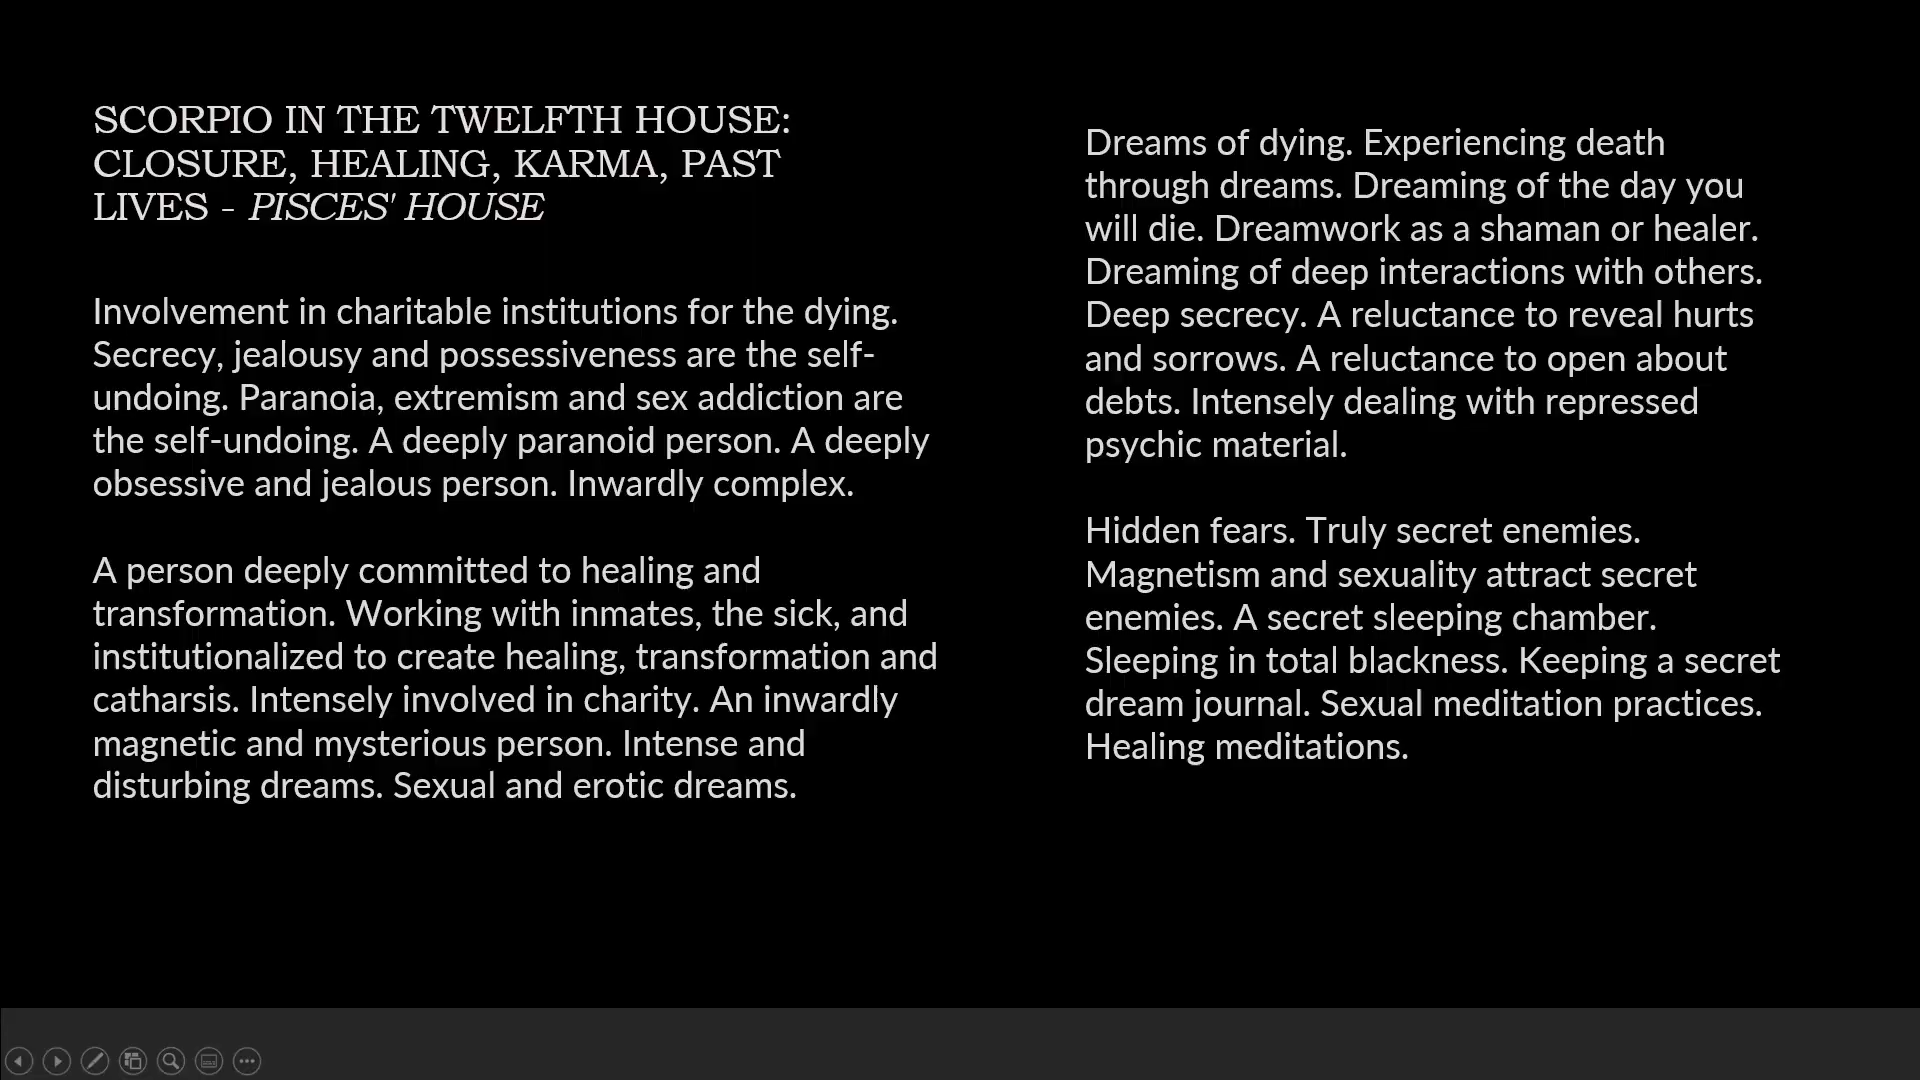 SCORPIO IN THE TWELFTH HOUSE:
CLOSURE, HEALING, KARMA, PAST
LIVES - PISCES' HOUSE
Involvement in charitable institutions for the dying.
Secrecy, jealousy and possessiveness are the self-
undoing. Paranoia, extremism and sex addiction are
the self-undoing. A deeply paranoid person. A deeply
obsessive and jealous person. Inwardly complex.
A person deeply committed to healing and
transformation. Working with inmates, the sick, and
institutionalized to create healing, transformation and
catharsis. Intensely involved in charity. An inwardly
magnetic and mysterious person. Intense and
disturbing dreams. Sexual and erotic dreams.
Dreams of dying. Experiencing death
through dreams. Dreaming of the day you
will die. Dreamwork as a shaman or healer.
Dreaming of deep interactions with others.
Deep secrecy. A reluctance to reveal hurts
and sorrows. A reluctance to open about
debts. Intensely dealing with repressed
psychic material.
Hidden fears. Truly secret enemies.
Magnetism and sexuality attract secret
enemies. A secret sleeping chamber.
Sleeping in total blackness. Keeping a secret
dream journal. Sexual meditation practices.
Healing meditations.